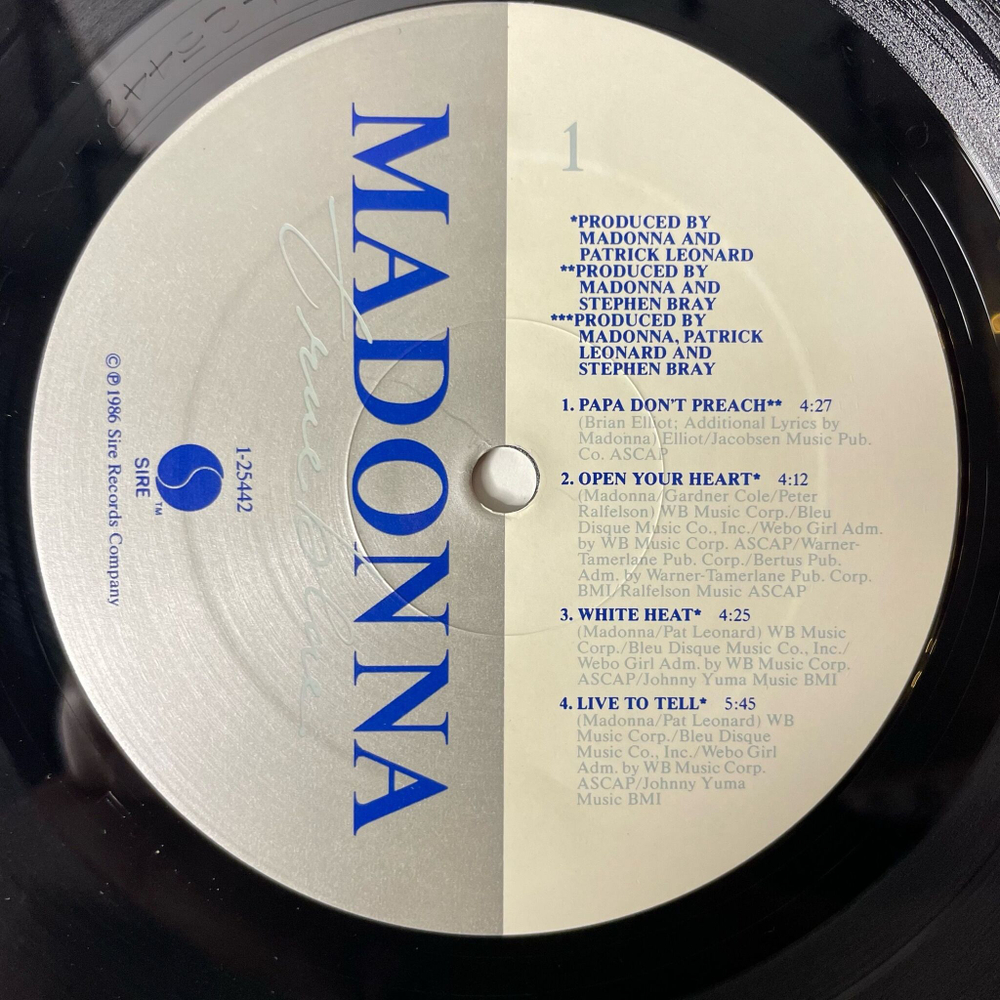 MADONNA
True Blue
1-25442
SIRE
TM
© ℗ 1986 Sire Records Company
1
*PRODUCED BY
MADONNA AND
PATRICK LEONARD
**PRODUCED BY
MADONNA AND
STEPHEN BRAY
***PRODUCED BY
MADONNA, PATRICK
LEONARD AND
STEPHEN BRAY
1. PAPA DON'T PREACH** 4:27
(Brian Elliot; Additional Lyrics by
Madonna) Elliot/Jacobsen Music Pub.
Co. ASCAP
2. OPEN YOUR HEART* 4:12
(Madonna/Gardner Cole/Peter
Ralfelson) WB Music Corp./Bleu
Disque Music Co., Inc./Webo Girl Adm.
by WB Music Corp. ASCAP/Warner-
Tamerlane Pub. Corp./Bertus Pub.
Adm. by Warner-Tamerlane Pub. Corp.
BMI/Ralfelson Music ASCAP
3. WHITE HEAT* 4:25
(Madonna/Pat Leonard) WB Music
Corp./Bleu Disque Music Co., Inc./
Webo Girl Adm. by WB Music Corp.
ASCAP/Johnny Yuma Music BMI
4. LIVE TO TELL* 5:45
(Madonna/Pat Leonard) WB
Music Corp./Bleu Disque
Music Co., Inc./Webo Girl
Adm. by WB Music Corp.
ASCAP/Johnny Yuma
Music BMI